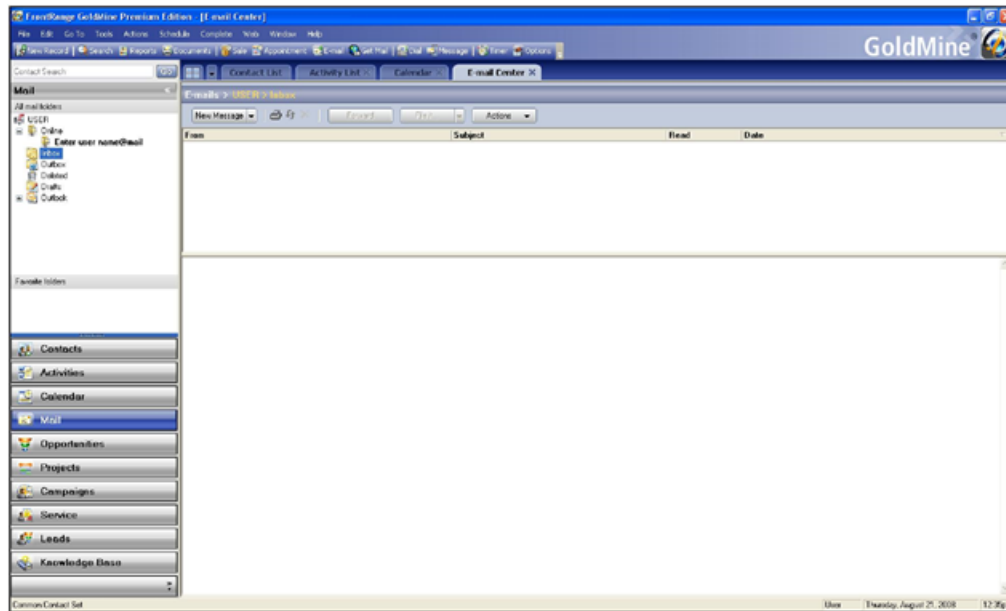 FrontRange GoldMine Premium Edition - [E-mail Center]
File Edit Go To Tools Actions Schedule Complete Web Window Help
New Record Search Reports Documents Sale Appointment E-mail Get Mail Dial Message Timer Options
GoldMine
Contact Search GO
Contact List Activity List Calendar E-mail Center
Mail
E-mails > USER > Inbox
All mail folders
New Message Actions
USER
Online
Enter user name@mail
Inbox
Outbox
Deleted
Drafts
Outlook
From Subject Read Date
Favorite folders
Contacts
Activities
Calendar
Mail
Opportunities
Projects
Campaigns
Service
Leads
Knowledge Base
Common Contact Set User Thursday, August 21, 2008